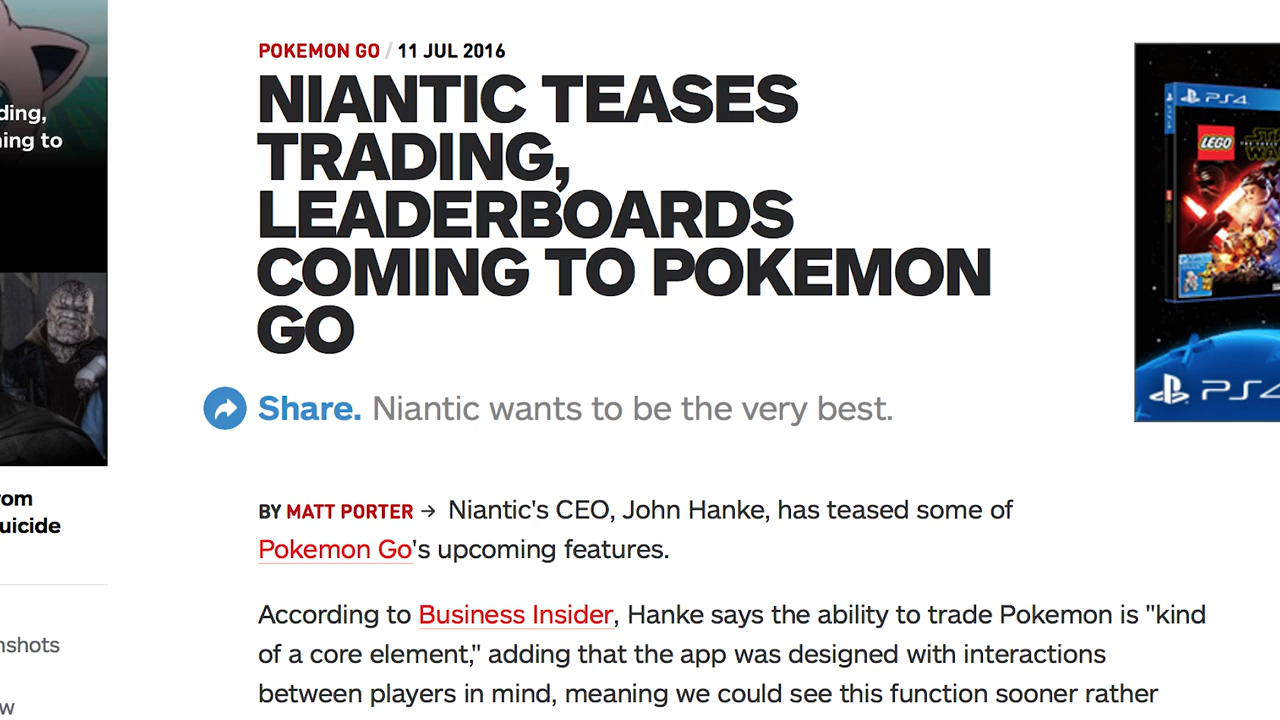 POKEMON GO / 11 JUL 2016
NIANTIC TEASES
TRADING,
LEADERBOARDS
COMING TO POKEMON
GO
Share. Niantic wants to be the very best.
BY MATT PORTER → Niantic's CEO, John Hanke, has teased some of
Pokemon Go's upcoming features.
According to Business Insider, Hanke says the ability to trade Pokemon is "kind
of a core element," adding that the app was designed with interactions
between players in mind, meaning we could see this function sooner rather
ding,
ing to
rom
uicide
nshots
w
PS4
LEGO
STAR
WARS
PS4